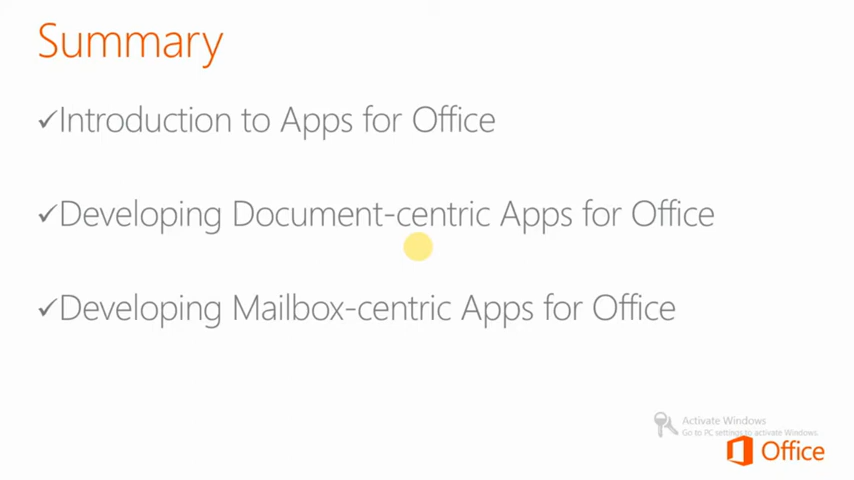 Summary
✓Introduction to Apps for Office
✓Developing Document-centric Apps for Office
✓Developing Mailbox-centric Apps for Office
Activate Windows
Go to PC settings to activate Windows.
Office